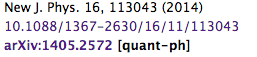 New J. Phys. 16, 113043 (2014)
10.1088/1367-2630/16/11/113043
arXiv:1405.2572 [quant-ph]